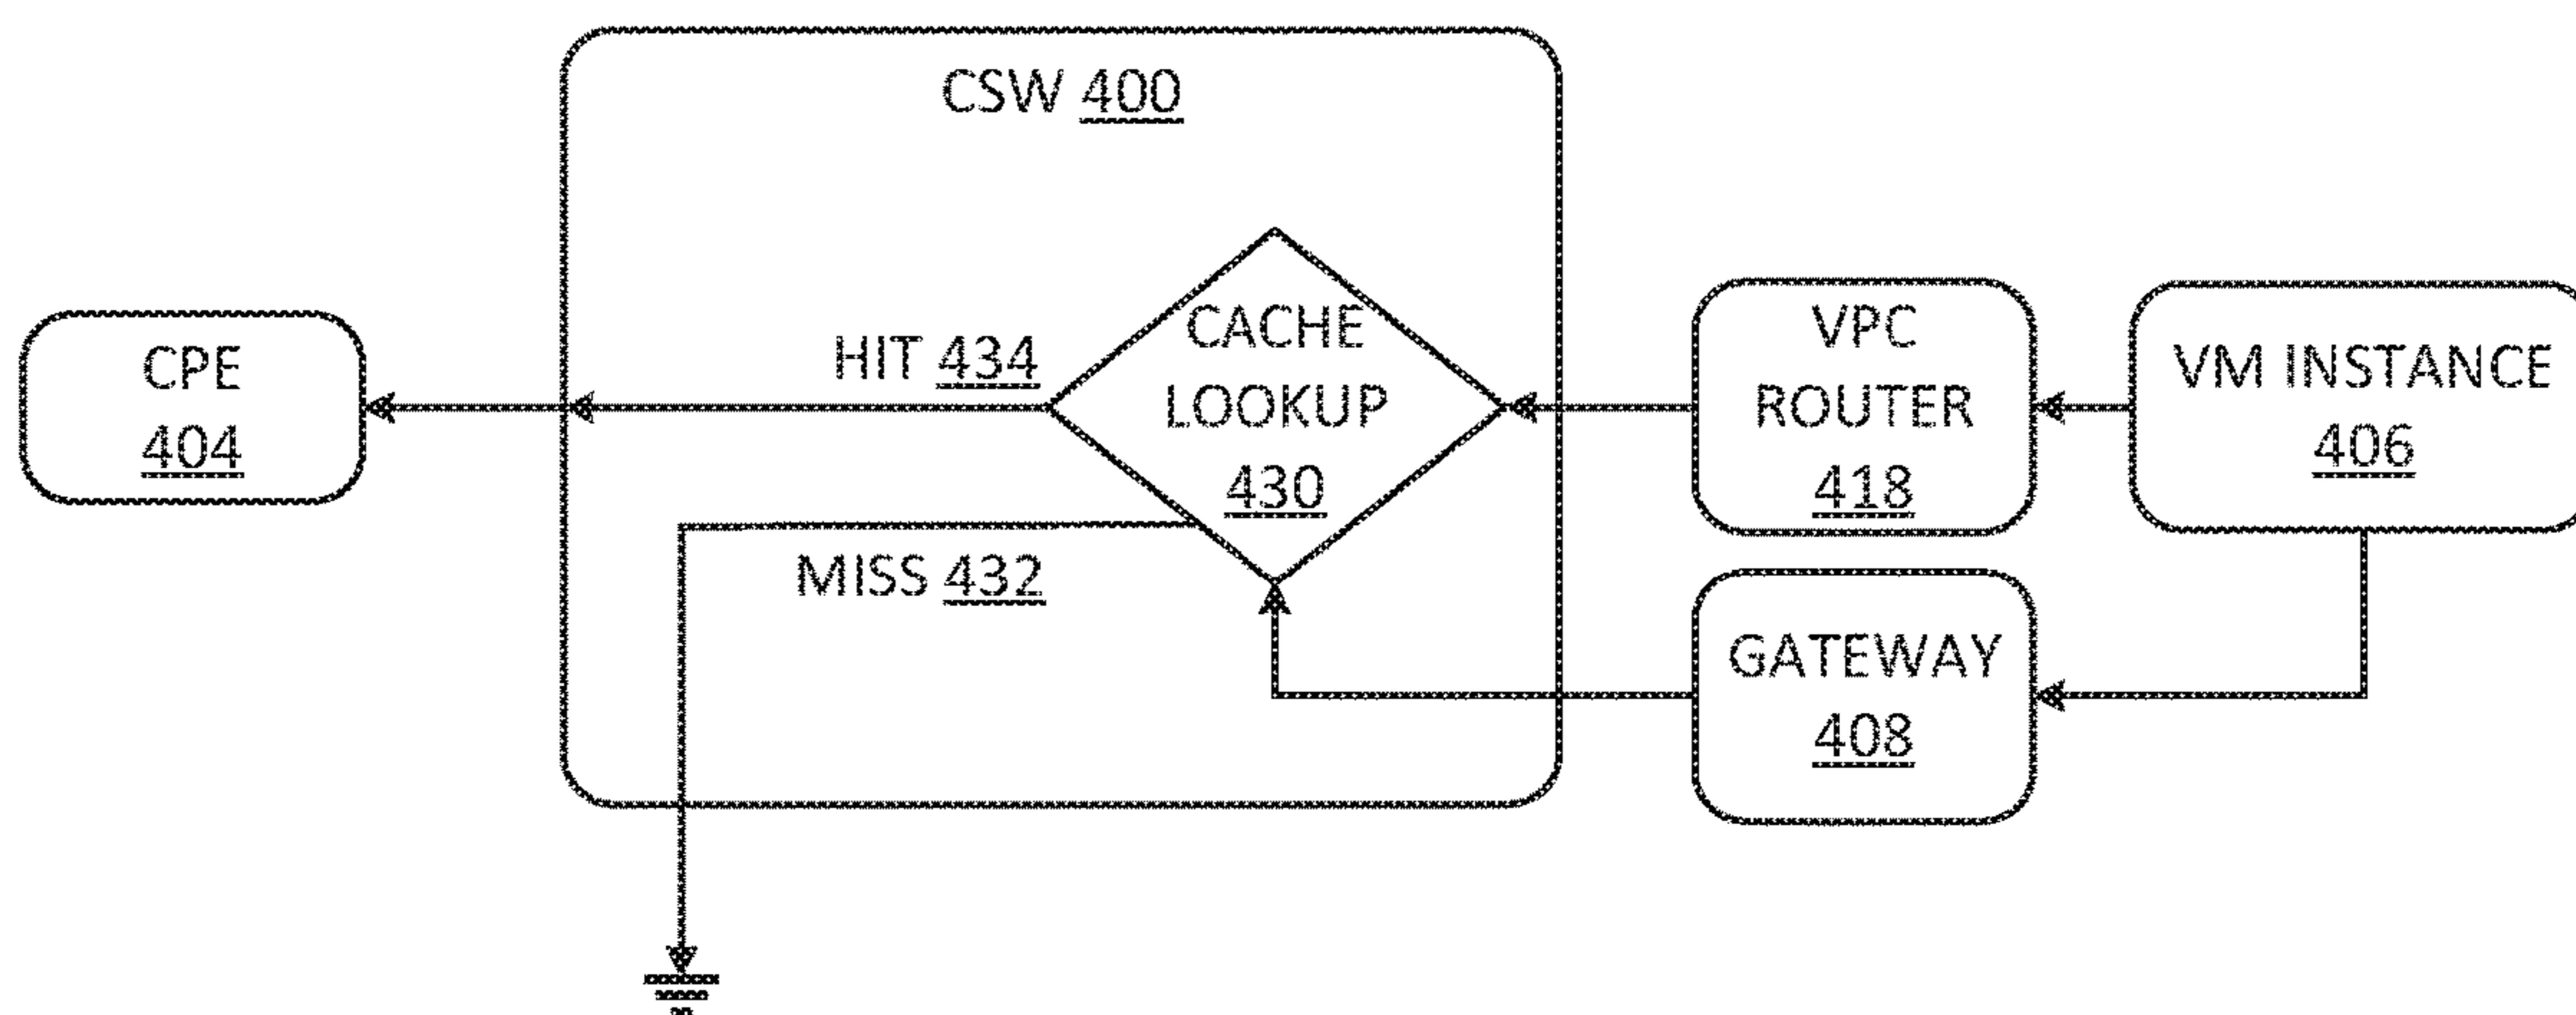 CSW 400
CPE
404
HIT 434
MISS 432
CACHE
LOOKUP
430
VPC
ROUTER
418
VM INSTANCE
406
GATEWAY
408